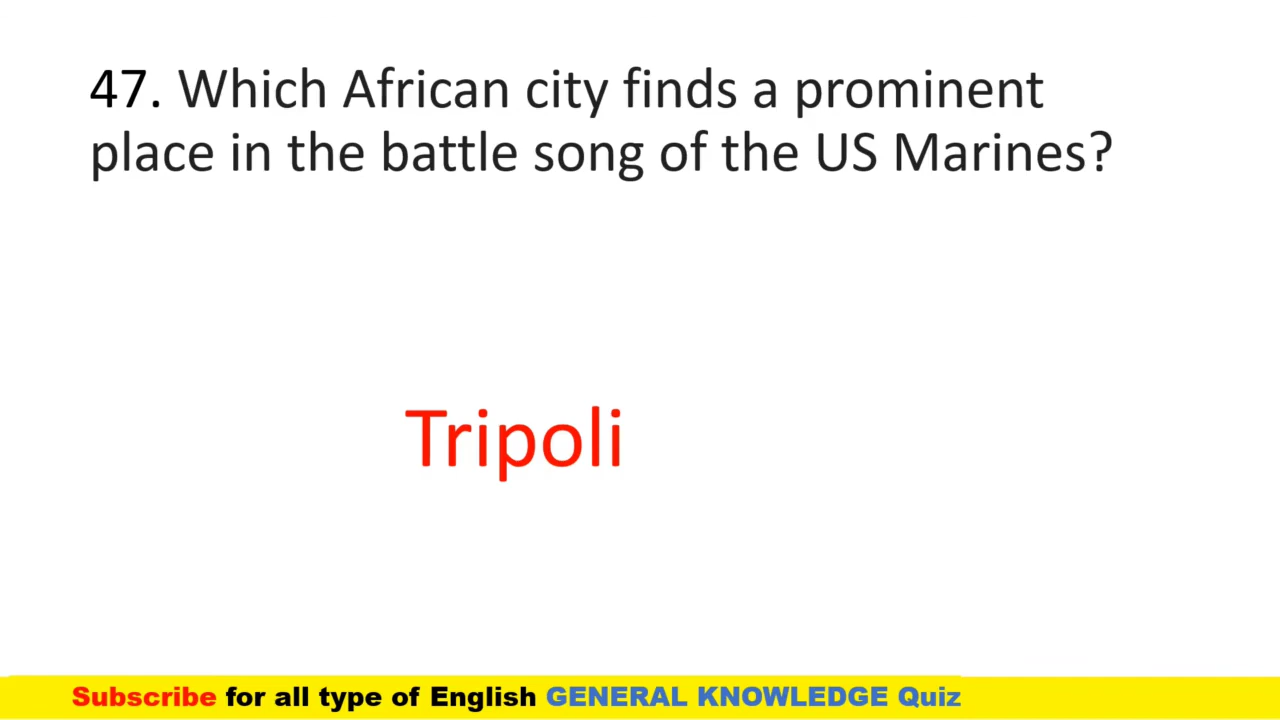 47. Which African city finds a prominent
place in the battle song of the US Marines?
Tripoli
Subscribe for all type of English GENERAL KNOWLEDGE Quiz